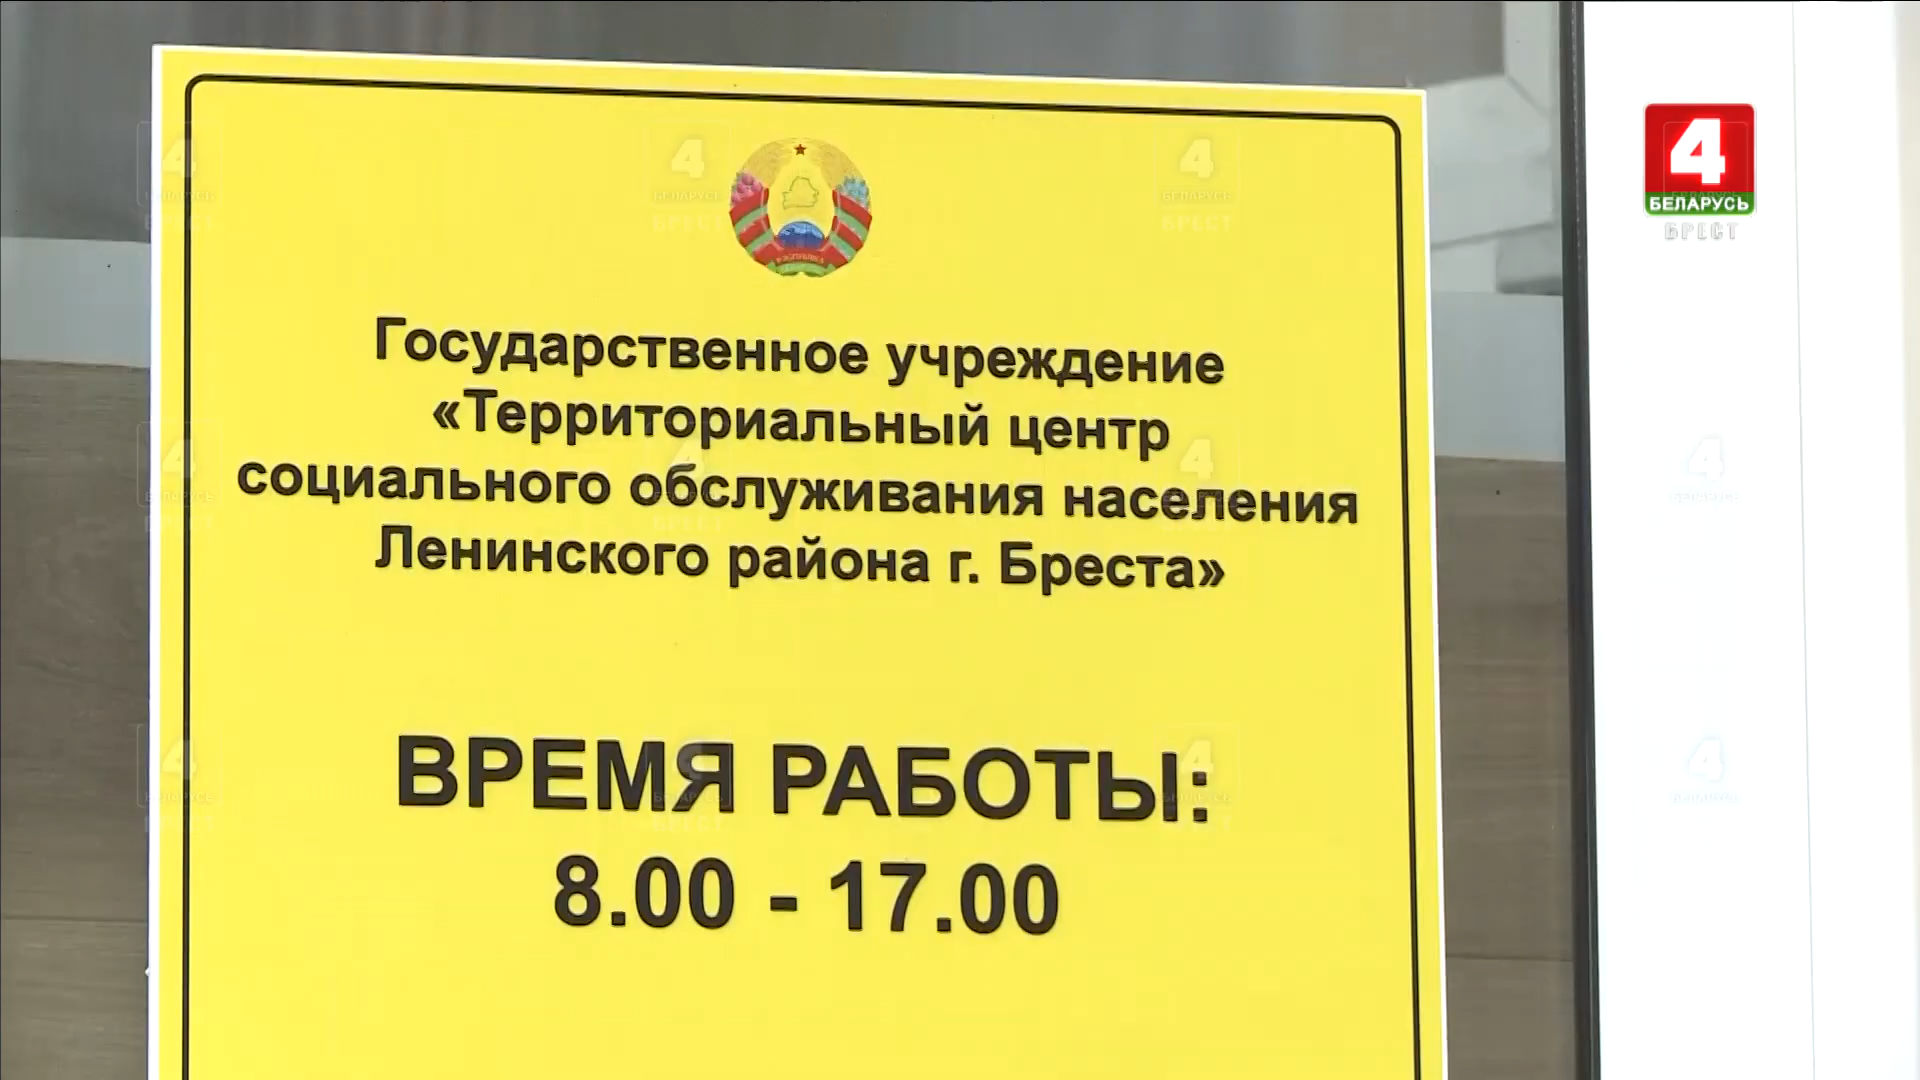 Государственное учреждение
«Территориальный центр
социального обслуживания населения
Ленинского района г. Бреста»
ВРЕМЯ РАБОТЫ:
8.00 - 17.00
4
БЕЛАРУСЬ
БРЕСТ